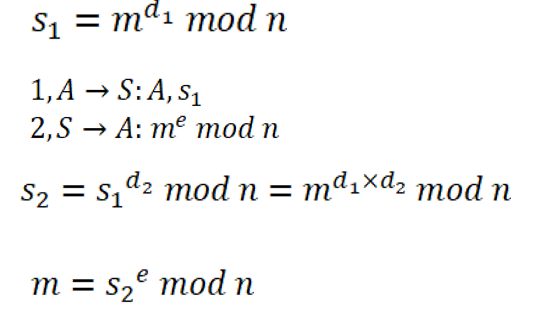 s₁ = m^{d₁} mod n
1, A → S: A, s₁
2, S → A: m^e mod n
s₂ = s₁^{d₂} mod n = m^{d₁×d₂} mod n
m = s₂^e mod n